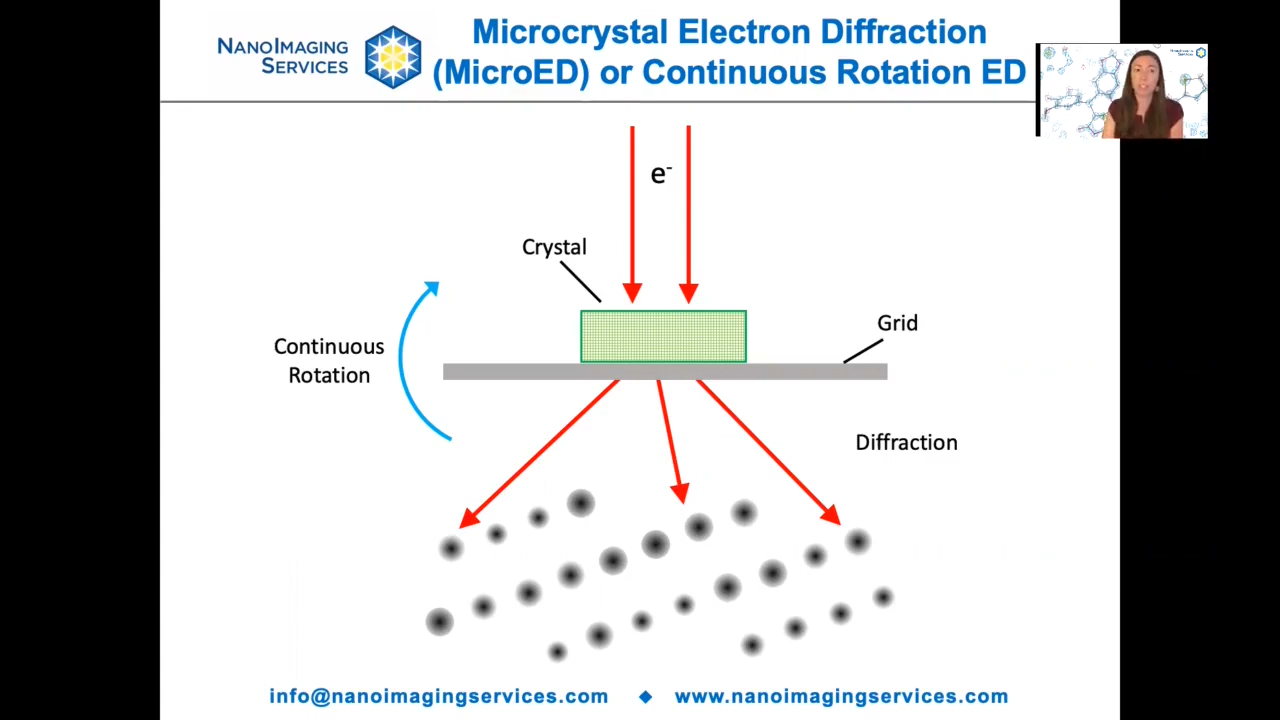 NANOIMAGING
SERVICES
Microcrystal Electron Diffraction
(MicroED) or Continuous Rotation ED
e-
Crystal
Grid
Continuous
Rotation
Diffraction
info@nanoimagingservices.com ◆ www.nanoimagingservices.com